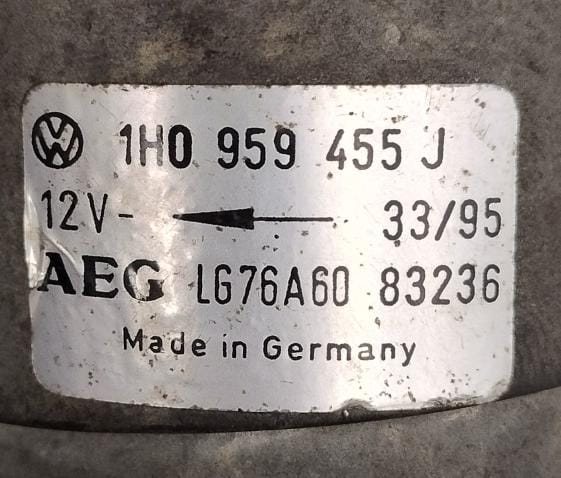 1H0 959 455 J
12V- 33/95
AEG LG76A60 83236
Made in Germany